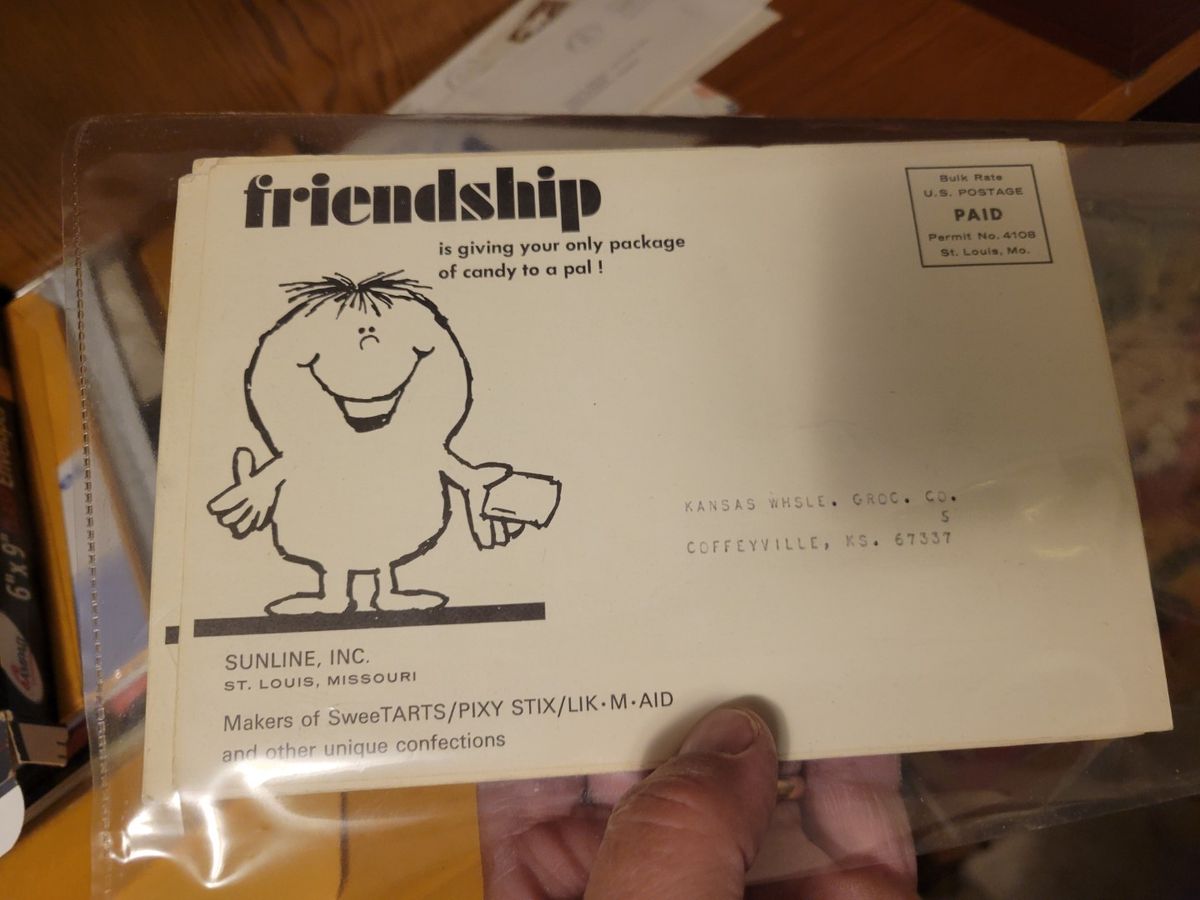 friendship
is giving your only package
of candy to a pal !
Bulk Rate
U.S. POSTAGE
PAID
Permit No. 4108
St. Louis, Mo.
KANSAS WHSLE. GROC. CO.
S
COFFEYVILLE, KS. 67337
SUNLINE, INC.
ST. LOUIS, MISSOURI
Makers of SweeTARTS/PIXY STIX/LIK·M·AID
and other unique confections
6"x9"